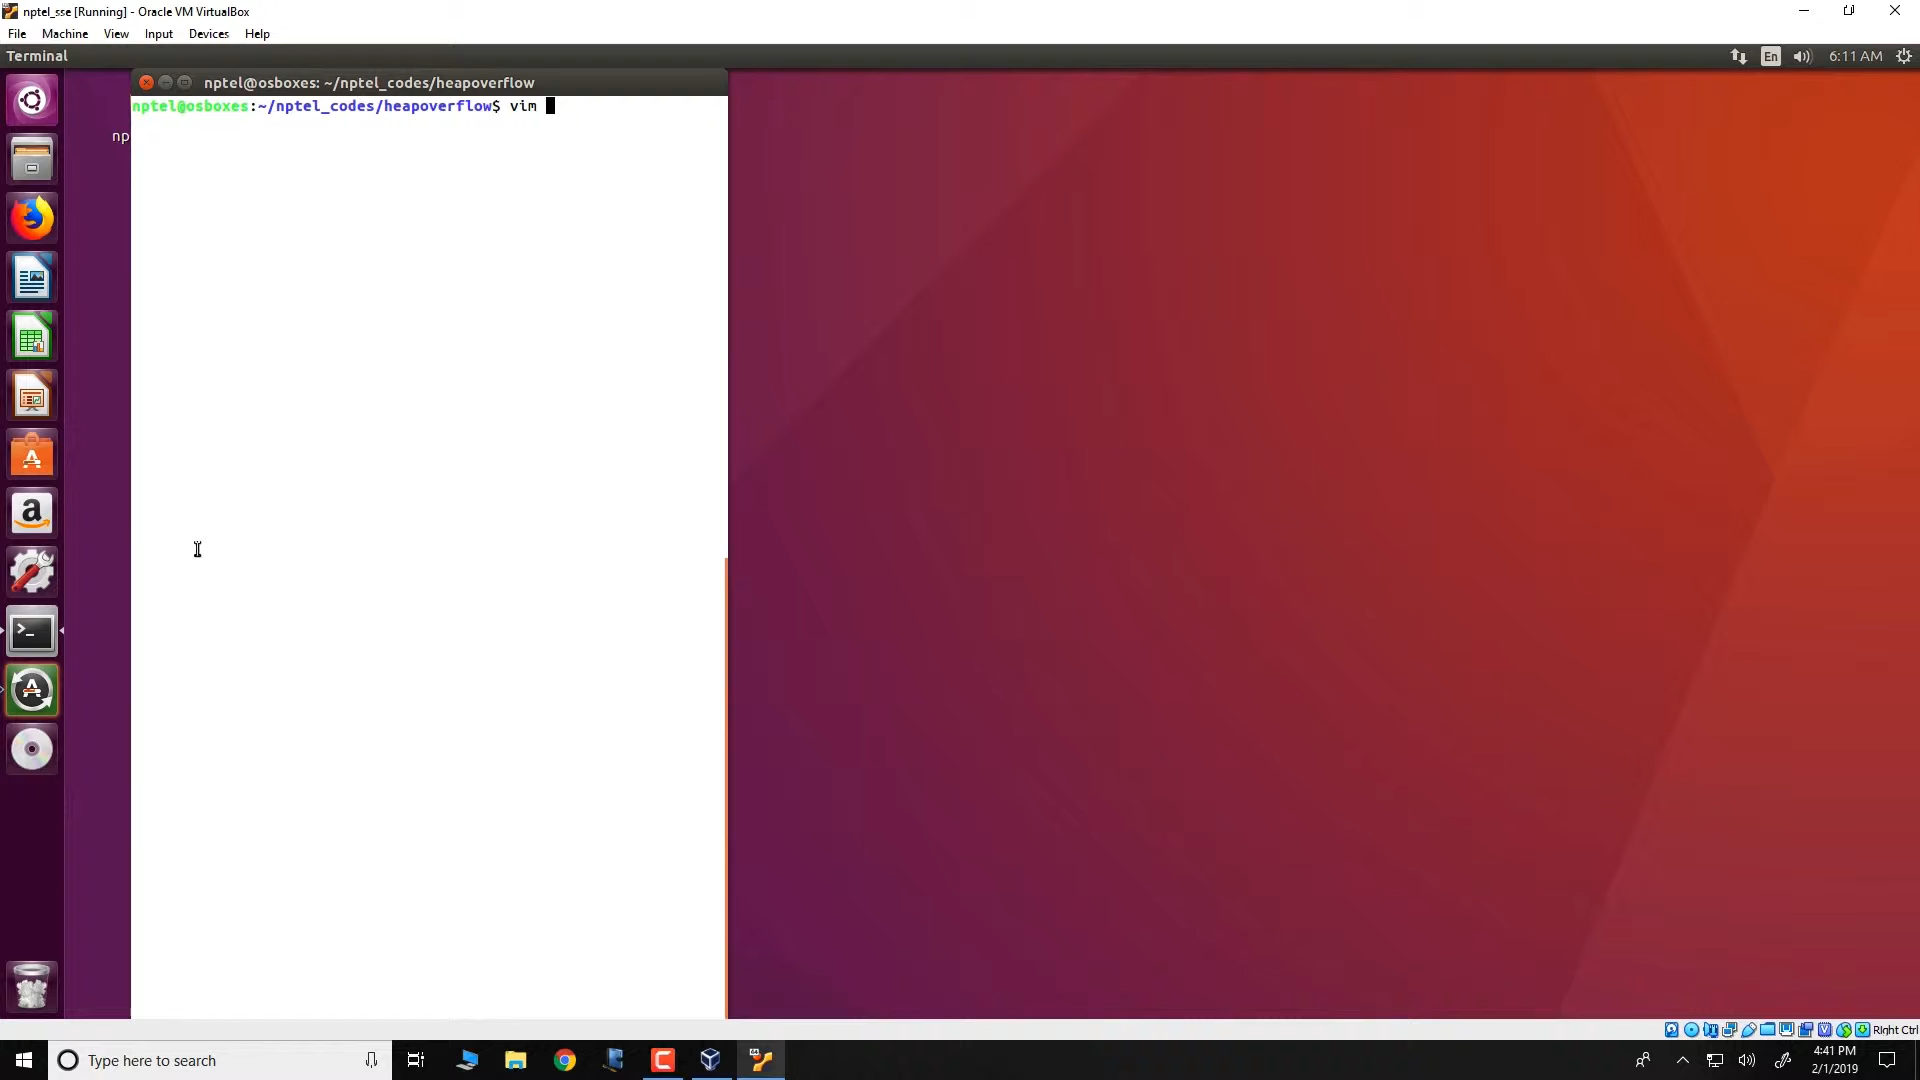 nptel_sse [Running] - Oracle VM VirtualBox
File Machine View Input Devices Help
Terminal
En
6:11 AM
nptel@osboxes: ~/nptel_codes/heapoverflow
nptel@osboxes:~/nptel_codes/heapoverflow$ vim
np
Right Ctrl
Type here to search
4:41 PM
2/1/2019